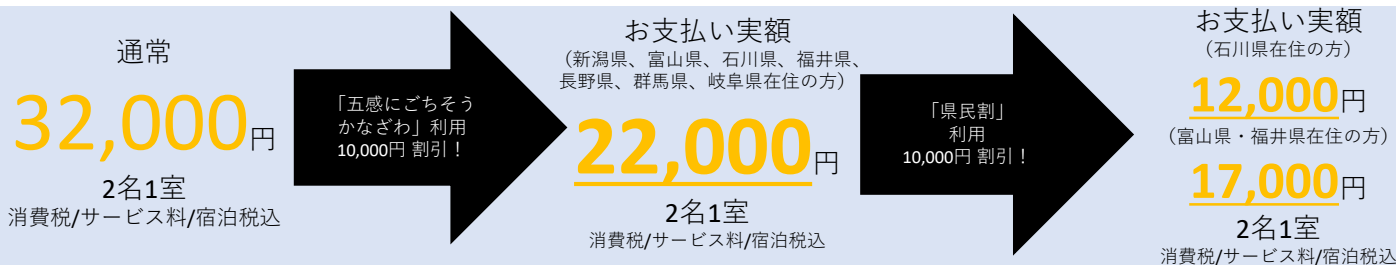 通常
32,000円
2名1室
消費税/サービス料/宿泊税込
「五感にごちそう
かなざわ」利用
10,000円 割引！
お支払い実額
（新潟県、富山県、石川県、福井県、
長野県、群馬県、岐阜県在住の方）
22,000円
2名1室
消費税/サービス料/宿泊税込
「県民割」
利用
10,000円 割引！
お支払い実額
（石川県在住の方）
12,000円
（富山県・福井県在住の方）
17,000円
2名1室
消費税/サービス料/宿泊税込